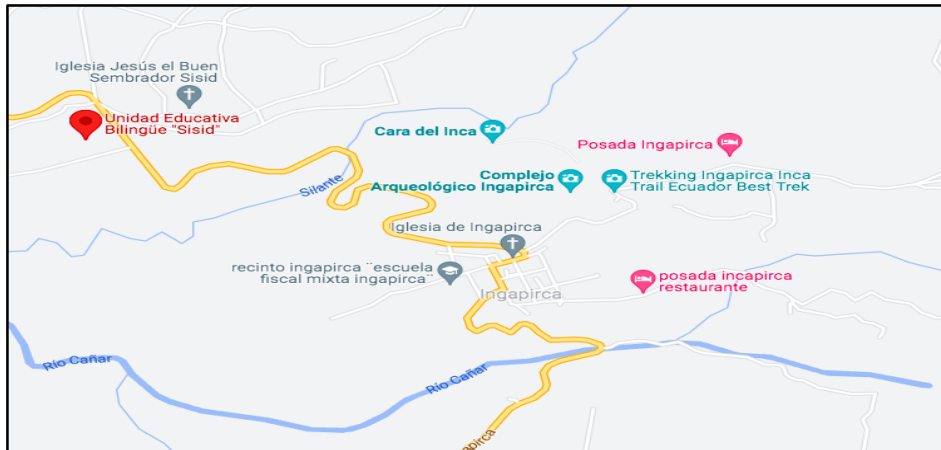 Iglesia Jesús el Buen
Sembrador Sisid
Unidad Educativa
Bilingüe "Sisid"
Cara del Inca
Posada Ingapirca
Complejo
Arqueológico Ingapirca
Trekking Ingapirca Inca
Trail Ecuador Best Trek
Silante
Iglesia de Ingapirca
recinto ingapirca ¨escuela
fiscal mixta ingapirca¨
posada incapirca
restaurante
Ingapirca
Río Cañar
Río Cañar
apirca